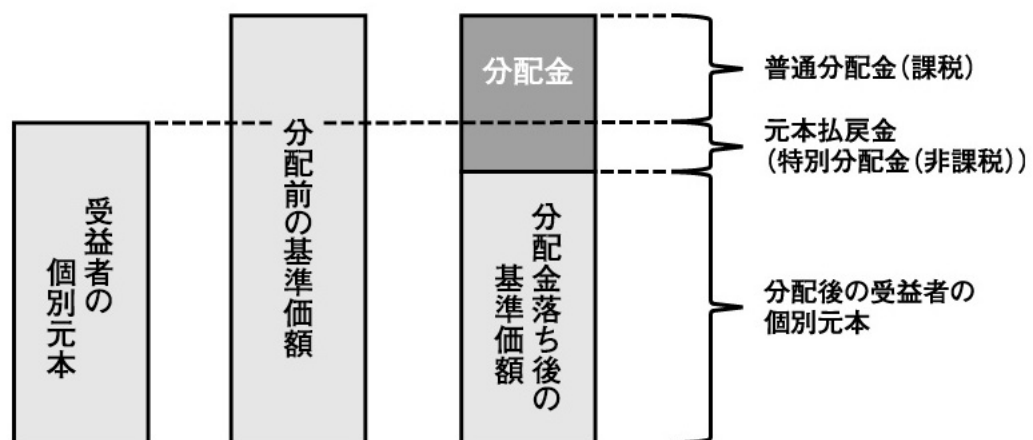 受益者の
個別元本
分配前の基準価額
分配金
分配金落ち後の
基準価額
普通分配金(課税)
元本払戻金
(特別分配金(非課税))
分配後の受益者の
個別元本